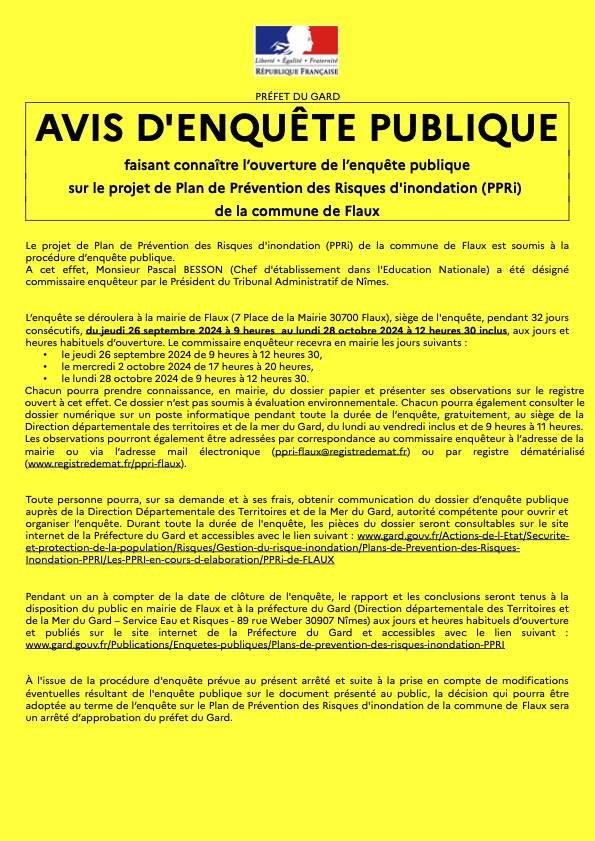 Liberté • Égalité • Fraternité
RÉPUBLIQUE FRANÇAISE
PRÉFET DU GARD
AVIS D'ENQUÊTE PUBLIQUE
faisant connaître l’ouverture de l’enquête publique
sur le projet de Plan de Prévention des Risques d'inondation (PPRi)
de la commune de Flaux
Le projet de Plan de Prévention des Risques d'inondation (PPRi) de la commune de Flaux est soumis à la
procédure d’enquête publique.
A cet effet, Monsieur Pascal BESSON (Chef d'établissement dans l'Education Nationale) a été désigné
commissaire enquêteur par le Président du Tribunal Administratif de Nîmes.
L’enquête se déroulera à la mairie de Flaux (7 Place de la Mairie 30700 Flaux), siège de l'enquête, pendant 32 jours
consécutifs, du jeudi 26 septembre 2024 à 9 heures au lundi 28 octobre 2024 à 12 heures 30 inclus, aux jours et
heures habituels d’ouverture. Le commissaire enquêteur recevra en mairie les jours suivants :
• le jeudi 26 septembre 2024 de 9 heures à 12 heures 30,
• le mercredi 2 octobre 2024 de 17 heures à 20 heures,
• le lundi 28 octobre 2024 de 9 heures à 12 heures 30.
Chacun pourra prendre connaissance, en mairie, du dossier papier et présenter ses observations sur le registre
ouvert à cet effet. Ce dossier n’est pas soumis à évaluation environnementale. Chacun pourra également consulter le
dossier numérique sur un poste informatique pendant toute la durée de l’enquête, gratuitement, au siège de la
Direction départementale des territoires et de la mer du Gard, du lundi au vendredi inclus et de 9 heures à 11 heures.
Les observations pourront également être adressées par correspondance au commissaire enquêteur à l’adresse de la
mairie ou via l’adresse mail électronique (ppri-flaux@registredemat.fr) ou par registre dématérialisé
(www.registredemat.fr/ppri-flaux).
Toute personne pourra, sur sa demande et à ses frais, obtenir communication du dossier d’enquête publique
auprès de la Direction Départementale des Territoires et de la Mer du Gard, autorité compétente pour ouvrir et
organiser l’enquête. Durant toute la durée de l'enquête, les pièces du dossier seront consultables sur le site
internet de la Préfecture du Gard et accessibles avec le lien suivant : www.gard.gouv.fr/Actions-de-l-Etat/Securite-
et-protection-de-la-population/Risques/Gestion-du-risque-inondation/Plans-de-Prevention-des-Risques-
Inondation-PPRI/Les-PPRI-en-cours-d-elaboration/PPRi-de-FLAUX
Pendant un an à compter de la date de clôture de l'enquête, le rapport et les conclusions seront tenus à la
disposition du public en mairie de Flaux et à la préfecture du Gard (Direction départementale des Territoires et
de la Mer du Gard – Service Eau et Risques - 89 rue Weber 30907 Nîmes) aux jours et heures habituels d’ouverture
et publiés sur le site internet de la Préfecture du Gard et accessibles avec le lien suivant :
www.gard.gouv.fr/Publications/Enquetes-publiques/Plans-de-prevention-des-risques-inondation-PPRI
À l'issue de la procédure d'enquête prévue au présent arrêté et suite à la prise en compte de modifications
éventuelles résultant de l'enquête publique sur le document présenté au public, la décision qui pourra être
adoptée au terme de l’enquête sur le Plan de Prévention des Risques d'inondation de la commune de Flaux sera
un arrêté d’approbation du préfet du Gard.